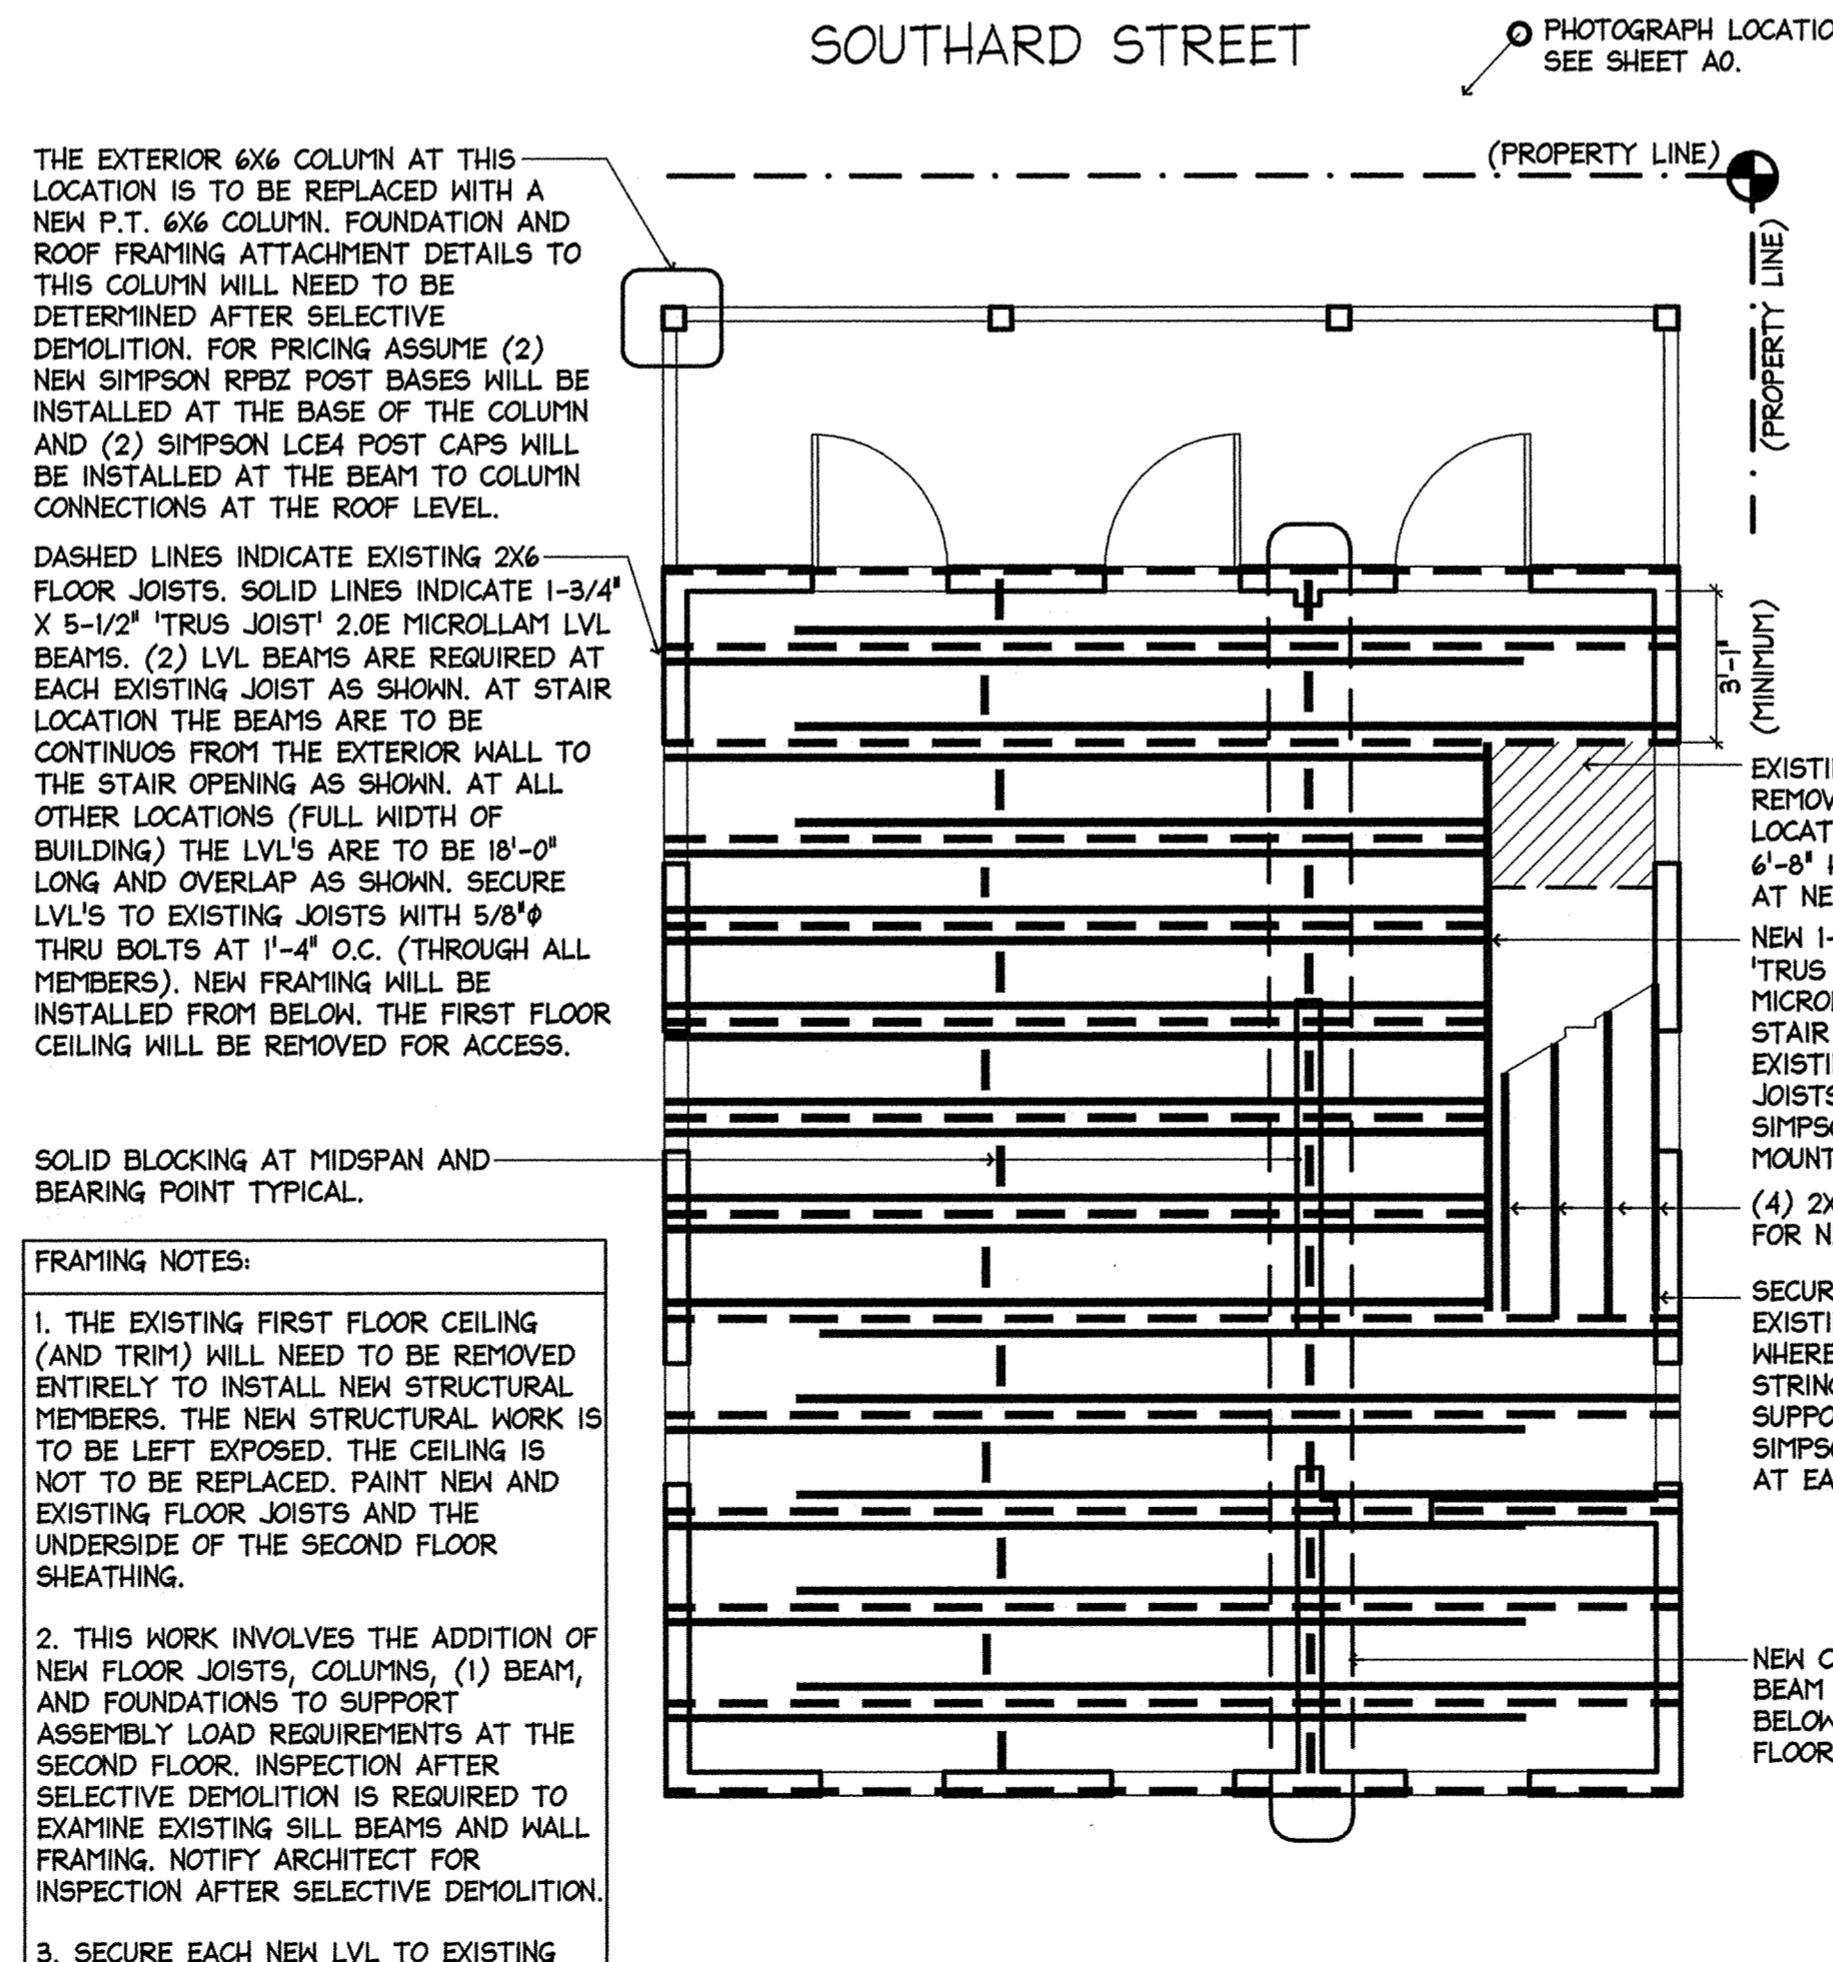 SOUTHARD STREET
PHOTOGRAPH LOCATIO
SEE SHEET A0.
(PROPERTY LINE)
(PROPERTY LINE)
THE EXTERIOR 6X6 COLUMN AT THIS
LOCATION IS TO BE REPLACED WITH A
NEW P.T. 6X6 COLUMN. FOUNDATION AND
ROOF FRAMING ATTACHMENT DETAILS TO
THIS COLUMN WILL NEED TO BE
DETERMINED AFTER SELECTIVE
DEMOLITION. FOR PRICING ASSUME (2)
NEW SIMPSON RPBZ POST BASES WILL BE
INSTALLED AT THE BASE OF THE COLUMN
AND (2) SIMPSON LCE4 POST CAPS WILL
BE INSTALLED AT THE BEAM TO COLUMN
CONNECTIONS AT THE ROOF LEVEL.
DASHED LINES INDICATE EXISTING 2X6
FLOOR JOISTS. SOLID LINES INDICATE 1-3/4"
X 5-1/2" 'TRUS JOIST' 2.0E MICROLLAM LVL
BEAMS. (2) LVL BEAMS ARE REQUIRED AT
EACH EXISTING JOIST AS SHOWN. AT STAIR
LOCATION THE BEAMS ARE TO BE
CONTINUOS FROM THE EXTERIOR WALL TO
THE STAIR OPENING AS SHOWN. AT ALL
OTHER LOCATIONS (FULL WIDTH OF
BUILDING) THE LVL'S ARE TO BE 18'-0"
LONG AND OVERLAP AS SHOWN. SECURE
LVL'S TO EXISTING JOISTS WITH 5/8"ϕ
THRU BOLTS AT 1'-4" O.C. (THROUGH ALL
MEMBERS). NEW FRAMING WILL BE
INSTALLED FROM BELOW. THE FIRST FLOOR
CEILING WILL BE REMOVED FOR ACCESS.
SOLID BLOCKING AT MIDSPAN AND
BEARING POINT TYPICAL.
FRAMING NOTES:
1. THE EXISTING FIRST FLOOR CEILING
(AND TRIM) WILL NEED TO BE REMOVED
ENTIRELY TO INSTALL NEW STRUCTURAL
MEMBERS. THE NEW STRUCTURAL WORK IS
TO BE LEFT EXPOSED. THE CEILING IS
NOT TO BE REPLACED. PAINT NEW AND
EXISTING FLOOR JOISTS AND THE
UNDERSIDE OF THE SECOND FLOOR
SHEATHING.
2. THIS WORK INVOLVES THE ADDITION OF
NEW FLOOR JOISTS, COLUMNS, (1) BEAM,
AND FOUNDATIONS TO SUPPORT
ASSEMBLY LOAD REQUIREMENTS AT THE
SECOND FLOOR. INSPECTION AFTER
SELECTIVE DEMOLITION IS REQUIRED TO
EXAMINE EXISTING SILL BEAMS AND WALL
FRAMING. NOTIFY ARCHITECT FOR
INSPECTION AFTER SELECTIVE DEMOLITION.
3. SECURE EACH NEW LVL TO EXISTING
3'-1"
(MINIMUM)
EXISTI
REMOV
LOCAT
6'-8"
AT NE
NEW 1-
'TRUS
MICRO
STAIR
EXISTI
JOISTS
SIMPS
MOUNT
(4) 2X
FOR N
SECUR
EXISTI
WHERE
STRING
SUPPO
SIMPS
AT EA
NEW C
BEAM
BELOW
FLOOR